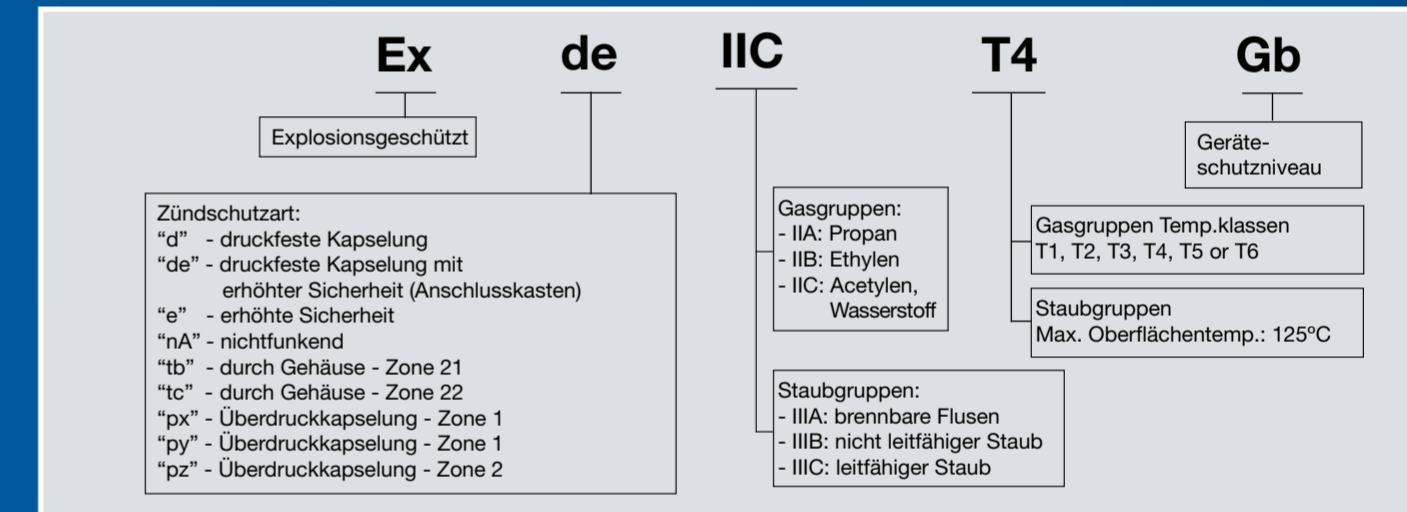 Ex de IIC T4 Gb
Explosionsgeschützt
Geräte-
schutzniveau
Zündschutzart:
“d” - druckfeste Kapselung
“de” - druckfeste Kapselung mit
erhöhter Sicherheit (Anschlusskasten)
“e” - erhöhte Sicherheit
“nA” - nichtfunkend
“tb” - durch Gehäuse - Zone 21
“tc” - durch Gehäuse - Zone 22
“px” - Überdruckkapselung - Zone 1
“py” - Überdruckkapselung - Zone 1
“pz” - Überdruckkapselung - Zone 2
Gasgruppen:
- IIA: Propan
- IIB: Ethylen
- IIC: Acetylen,
Wasserstoff
Staubgruppen:
- IIIA: brennbare Flusen
- IIIB: nicht leitfähiger Staub
- IIIC: leitfähiger Staub
Gasgruppen Temp.klassen
T1, T2, T3, T4, T5 or T6
Staubgruppen
Max. Oberflächentemp.: 125ºC